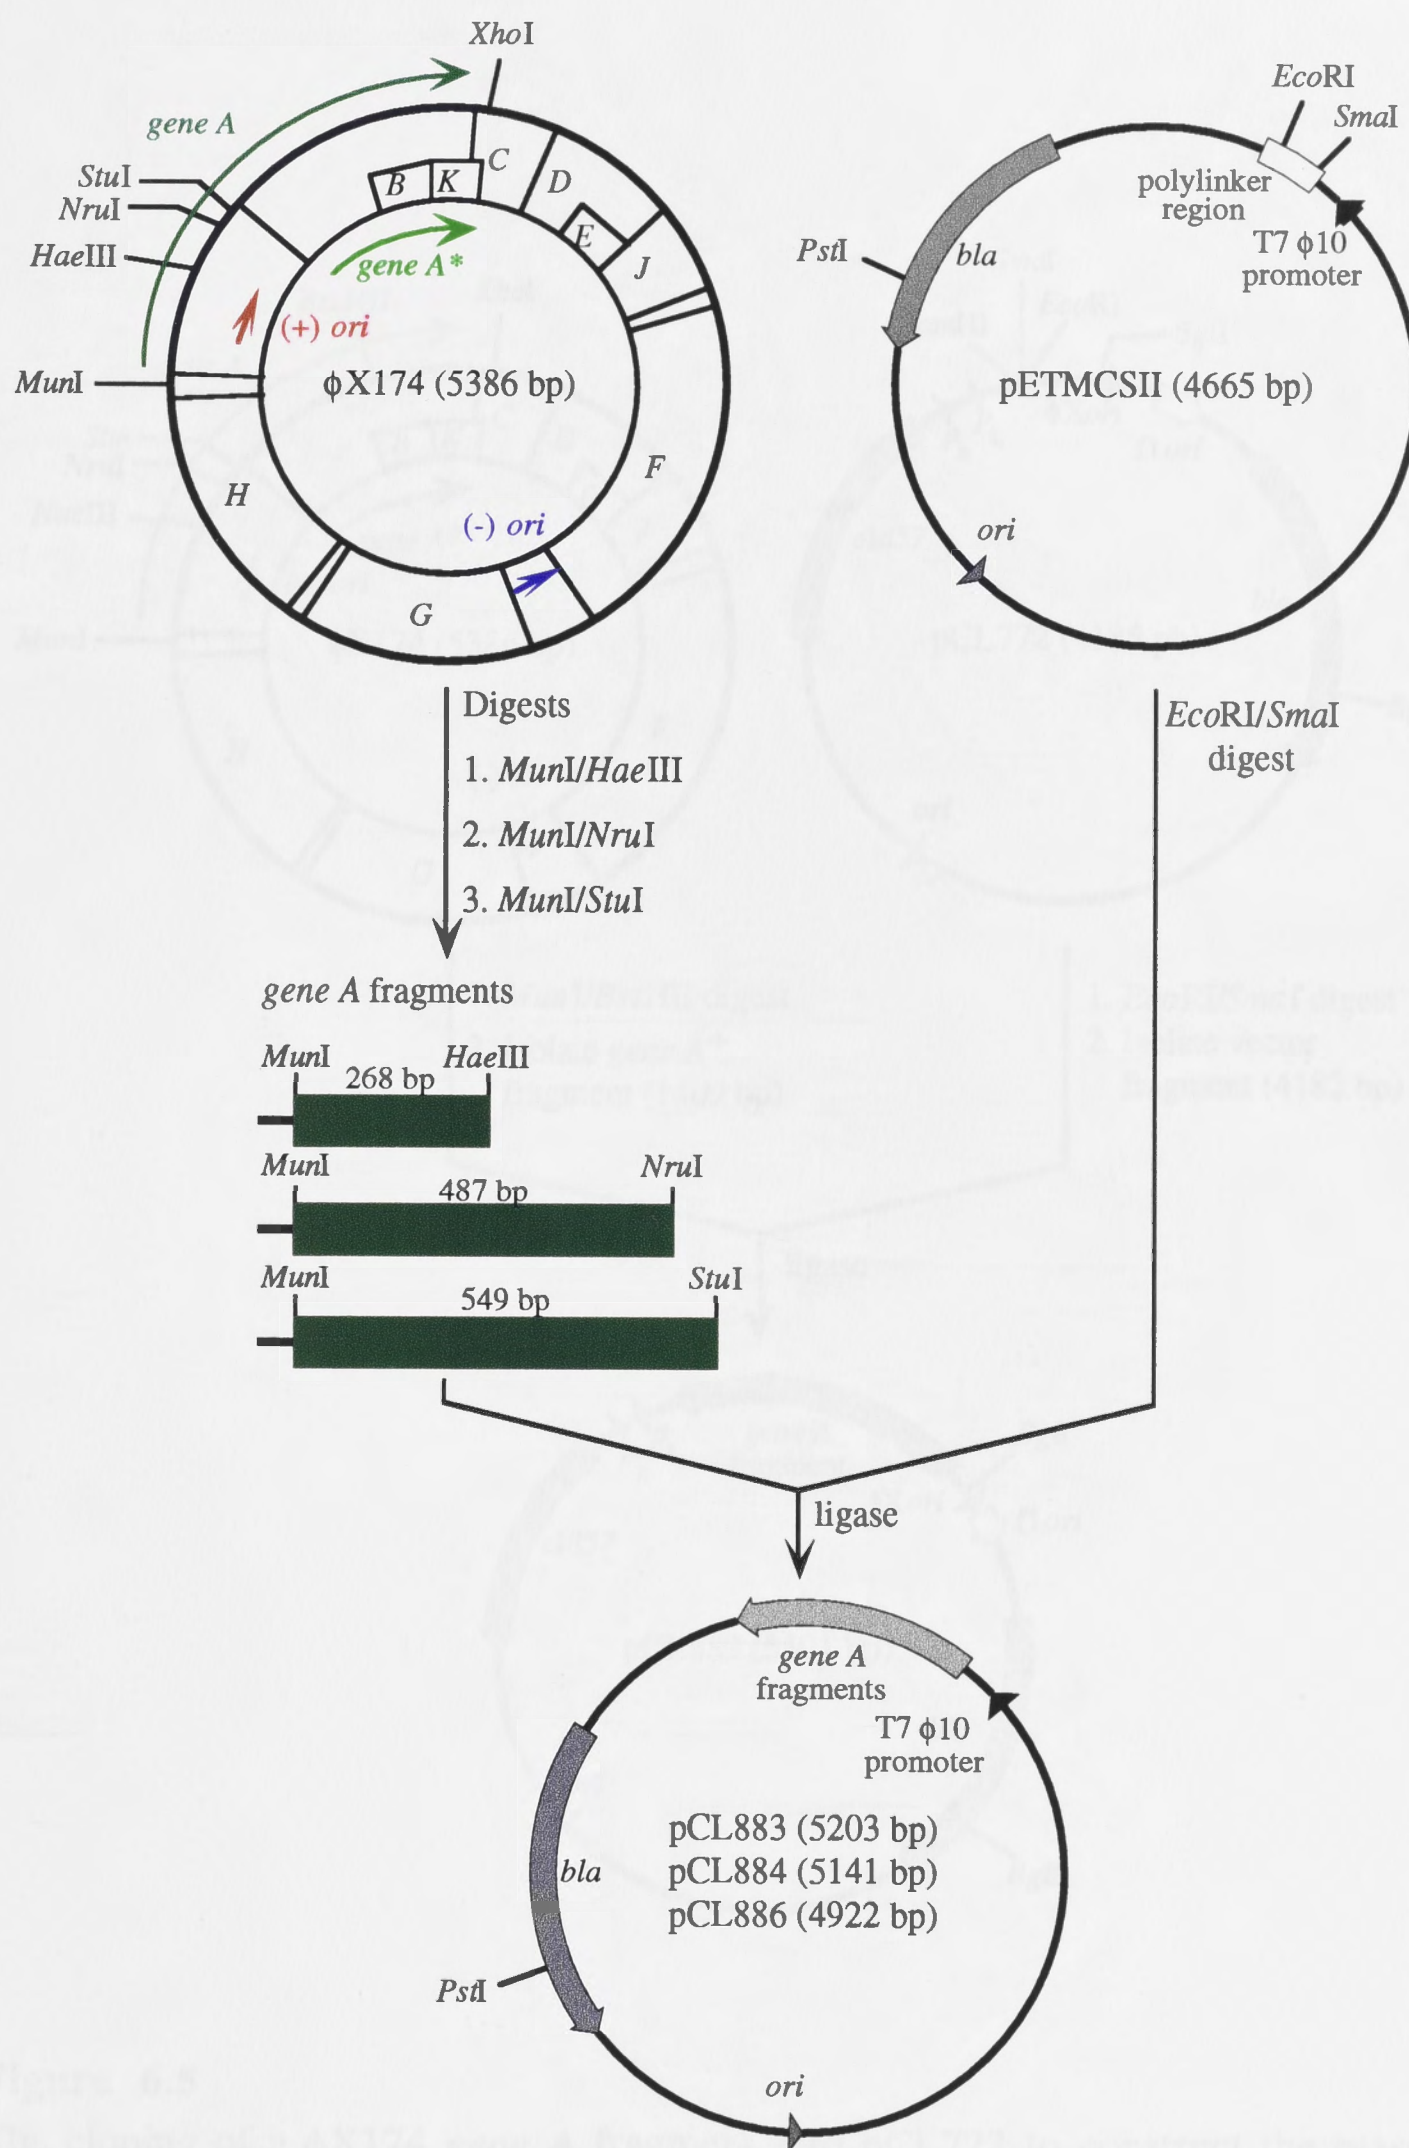 XhoI
gene A
StuI
NruI
HaeIII
MunI
B
K
C
D
E
J
gene A*
(+) ori
φX174 (5386 bp)
F
H
(-) ori
G
EcoRI
SmaI
polylinker
region
T7 φ10
promoter
PstI
bla
pETMCSII (4665 bp)
ori
Digests
1. MunI/HaeIII
2. MunI/NruI
3. MunI/StuI
EcoRI/SmaI
digest
gene A fragments
MunI
HaeIII
268 bp
MunI
NruI
487 bp
MunI
StuI
549 bp
ligase
gene A
fragments
T7 φ10
promoter
pCL883 (5203 bp)
pCL884 (5141 bp)
pCL886 (4922 bp)
bla
PstI
ori